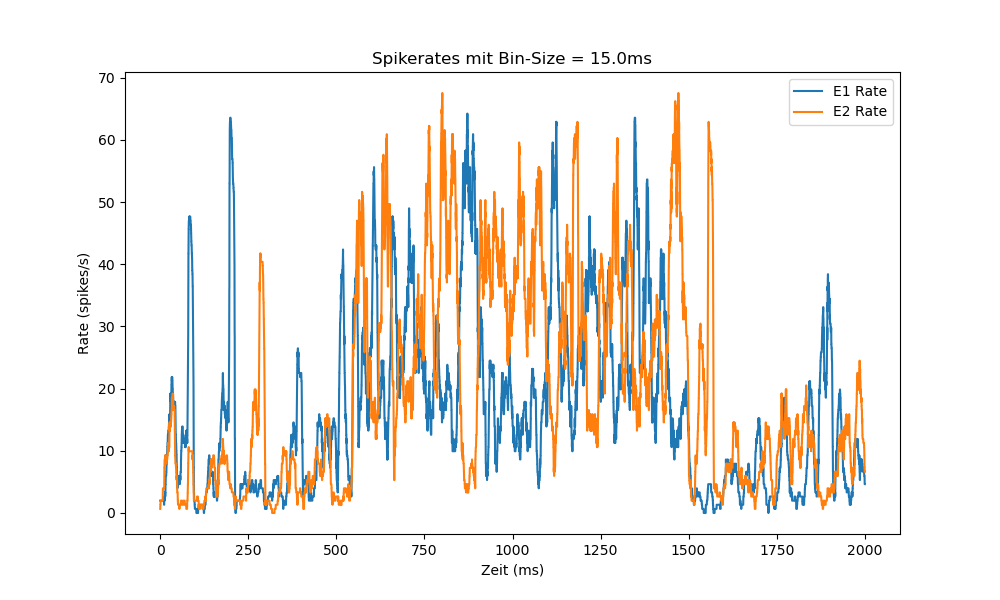 Spikerates mit Bin-Size = 15.0ms
E1 Rate
E2 Rate
70
60
50
40
30
20
10
0
Rate (spikes/s)
0 250 500 750 1000 1250 1500 1750 2000
Zeit (ms)